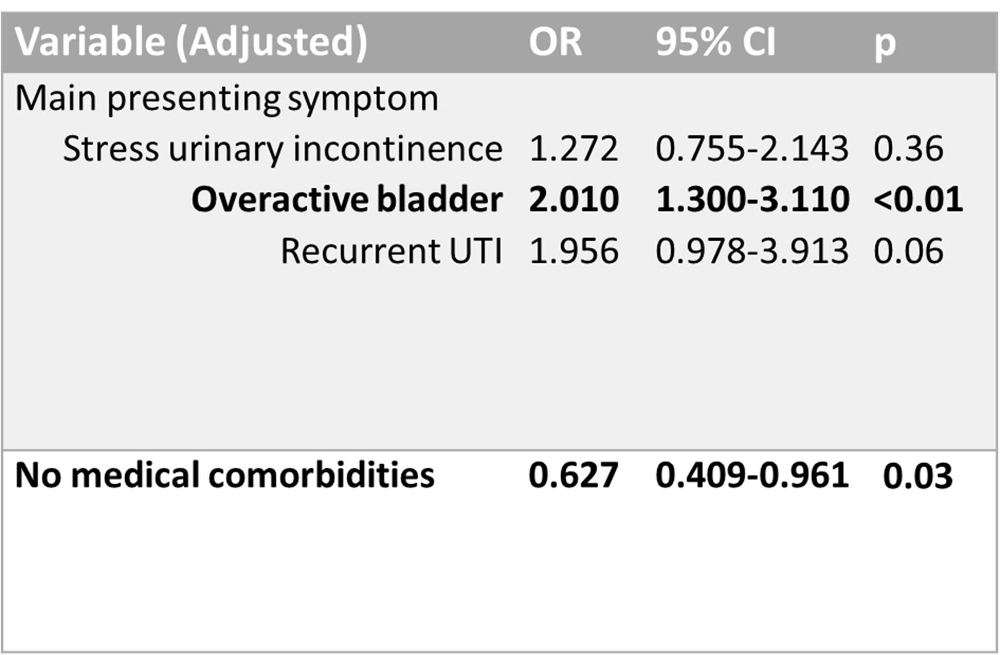 Variable (Adjusted) OR 95% CI p
Main presenting symptom
Stress urinary incontinence 1.272 0.755-2.143 0.36
Overactive bladder 2.010 1.300-3.110 <0.01
Recurrent UTI 1.956 0.978-3.913 0.06
No medical comorbidities 0.627 0.409-0.961 0.03